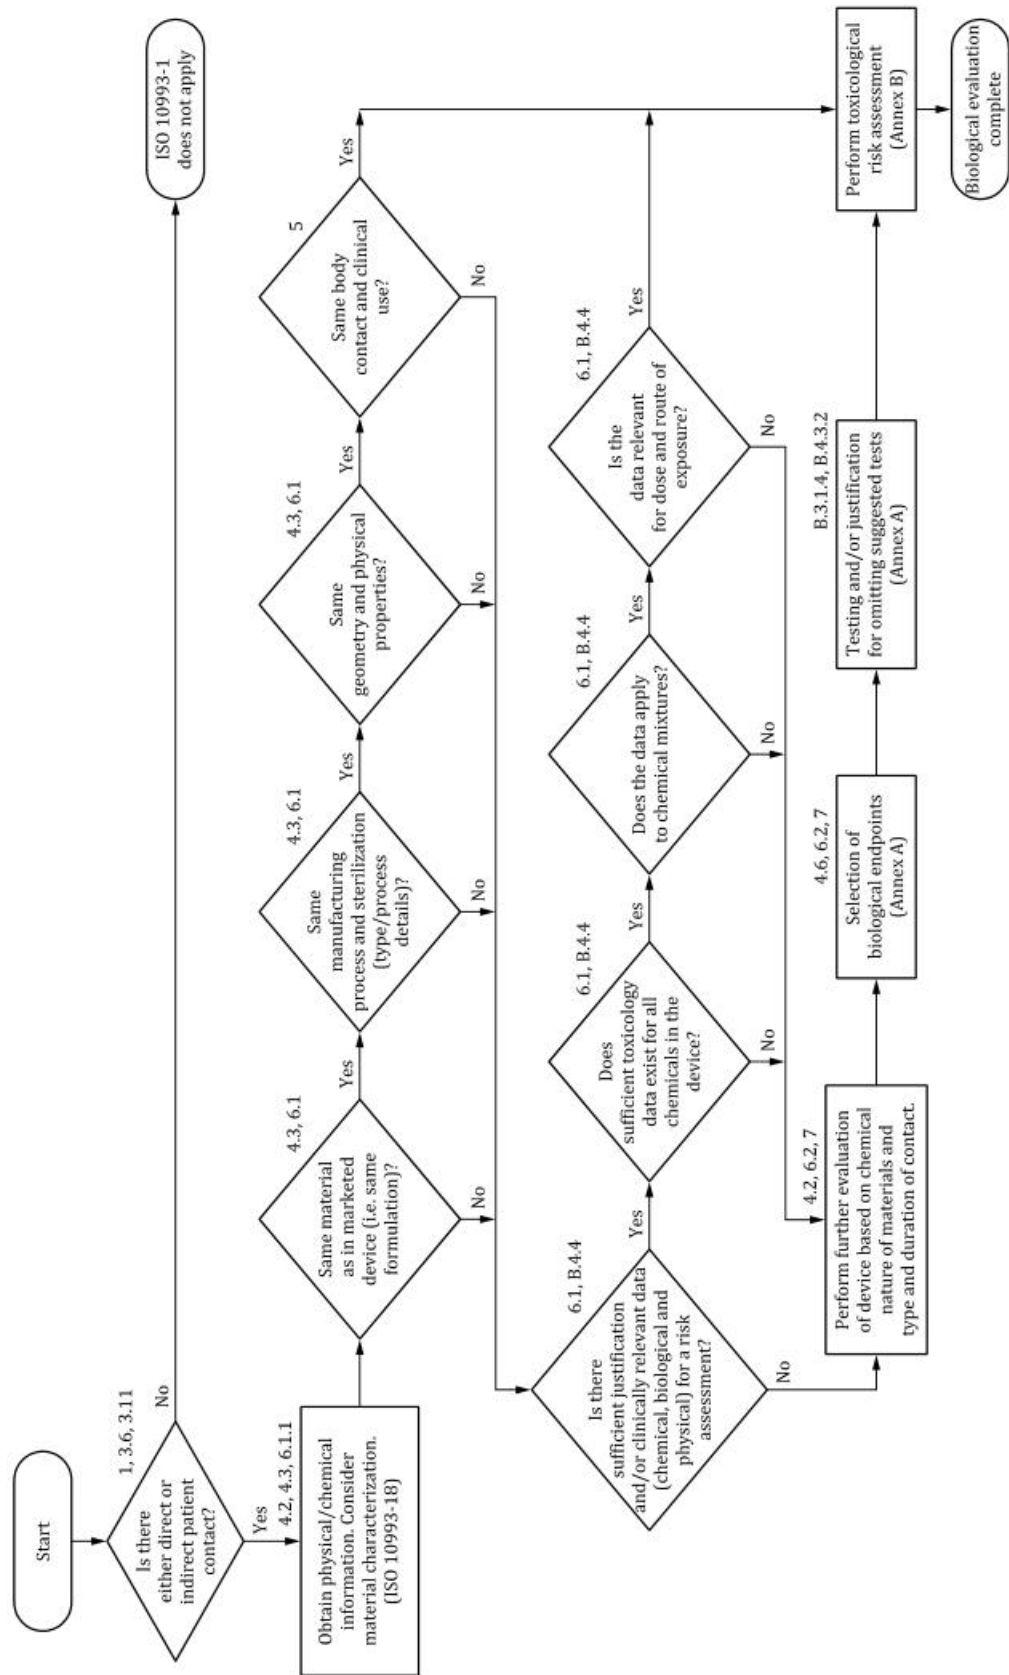 Start
1, 3.6, 3.11
Is there
either direct or
indirect patient
contact?
No
ISO 10993-1
does not apply
Yes
4.2, 4.3, 6.1.1
Obtain physical/chemical
information. Consider
material characterization.
(ISO 10993-18)
4.3, 6.1
Same material
as in marketed
device (i.e. same
formulation)?
Yes
No
4.3, 6.1
Same
manufacturing
process and sterilization
(type/process
details)?
Yes
No
4.3, 6.1
Same
geometry and physical
properties?
Yes
No
5
Same body
contact and clinical
use?
Yes
No
6.1, B.4.4
Is there
sufficient justification
and/or clinically relevant data
(chemical, biological and
physical) for a risk
assessment?
Yes
No
6.1, B.4.4
Does
sufficient toxicology
data exist for all
chemicals in the
device?
Yes
No
6.1, B.4.4
Does the data apply
to chemical mixtures?
Yes
No
6.1, B.4.4
Is the
data relevant
for dose and route of
exposure?
Yes
No
4.2, 6.2, 7
Perform further evaluation
of device based on chemical
nature of materials and
type and duration of contact.
4.6, 6.2, 7
Selection of
biological endpoints
(Annex A)
B.3.1.4, B.4.3.2
Testing and/or justification
for omitting suggested tests
(Annex A)
Perform toxicological
risk assessment
(Annex B)
Biological evaluation
complete